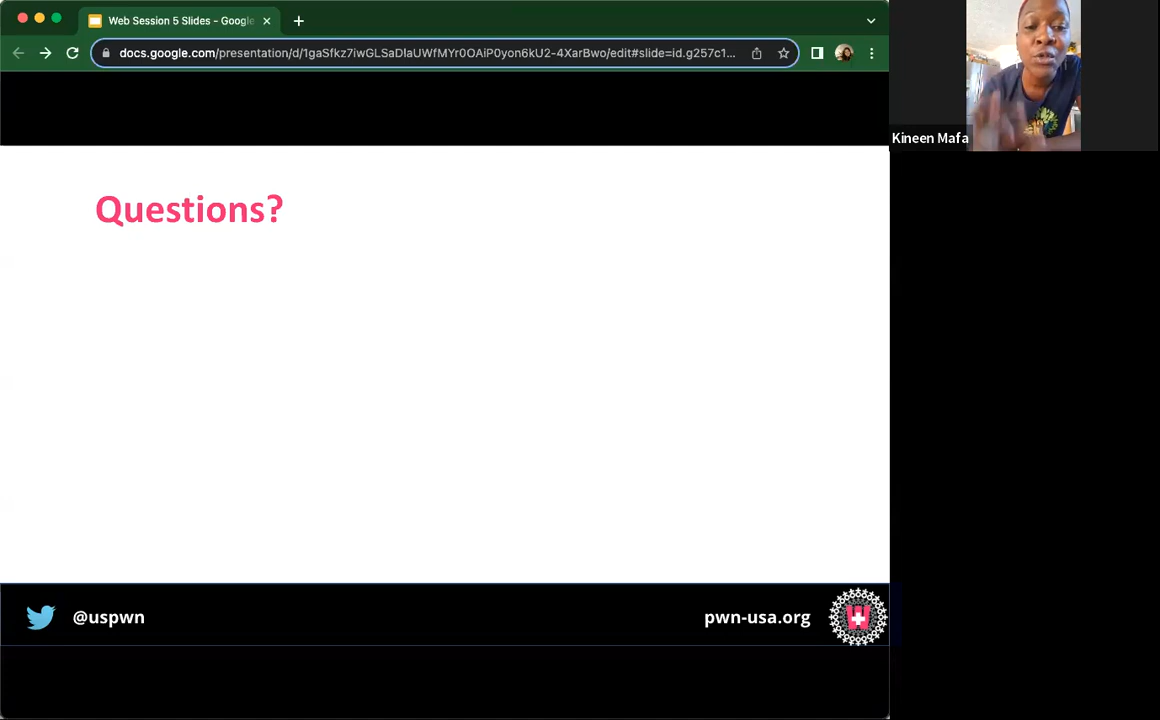 Web Session 5 Slides - Google
docs.google.com/presentation/d/1gaSfkz7iwGLSaDIaUWfMYr0OAiP0yon6kU2-4XarBwo/edit#slide=id.g257c1...
Kineen Mafa
Questions?
@uspwn
pwn-usa.org